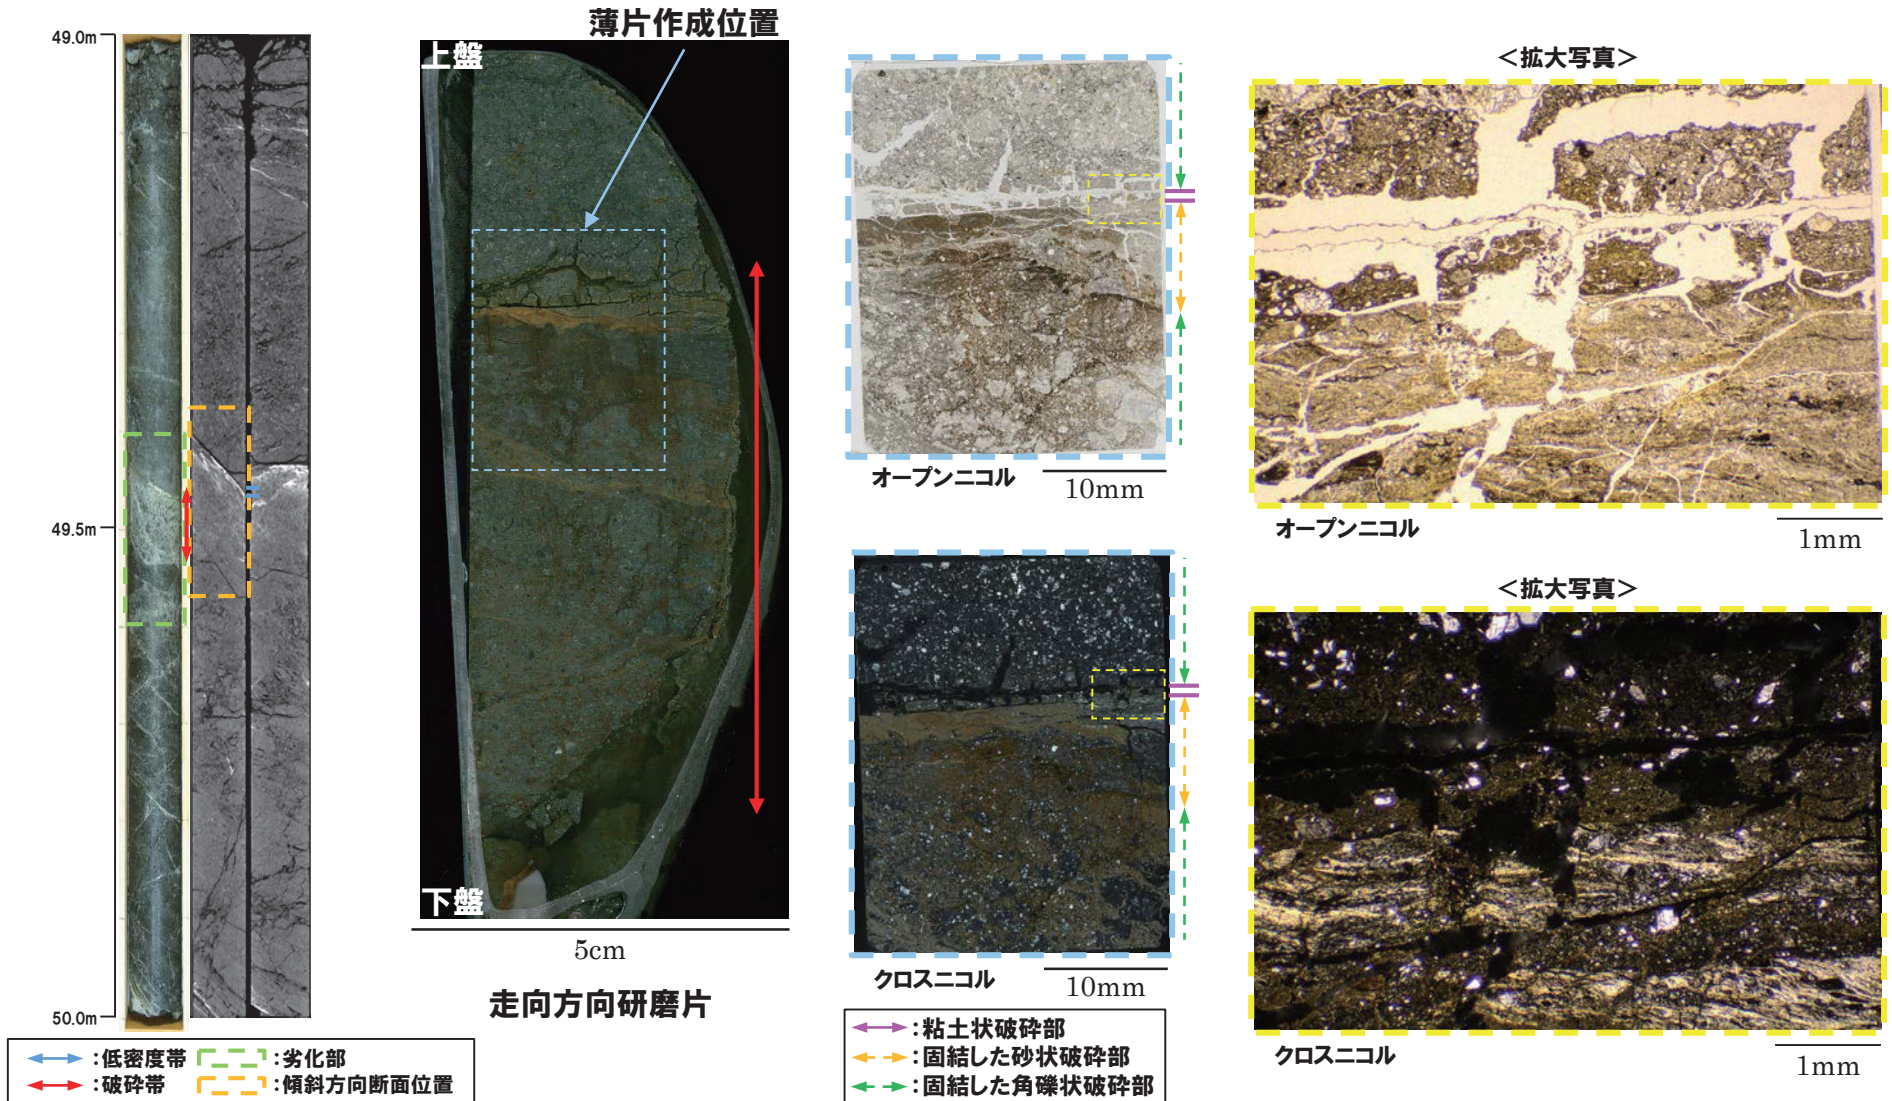 49.0m
49.5m
50.0m
薄片作成位置
上盤
下盤
5cm
走向方向研磨片
オープンニコル
10mm
クロスニコル
10mm
<拡大写真>
オープンニコル
1mm
<拡大写真>
クロスニコル
1mm
:低密度帯
:劣化部
:破砕帯
:傾斜方向断面位置
:粘土状破砕部
:固結した砂状破砕部
:固結した角礫状破砕部